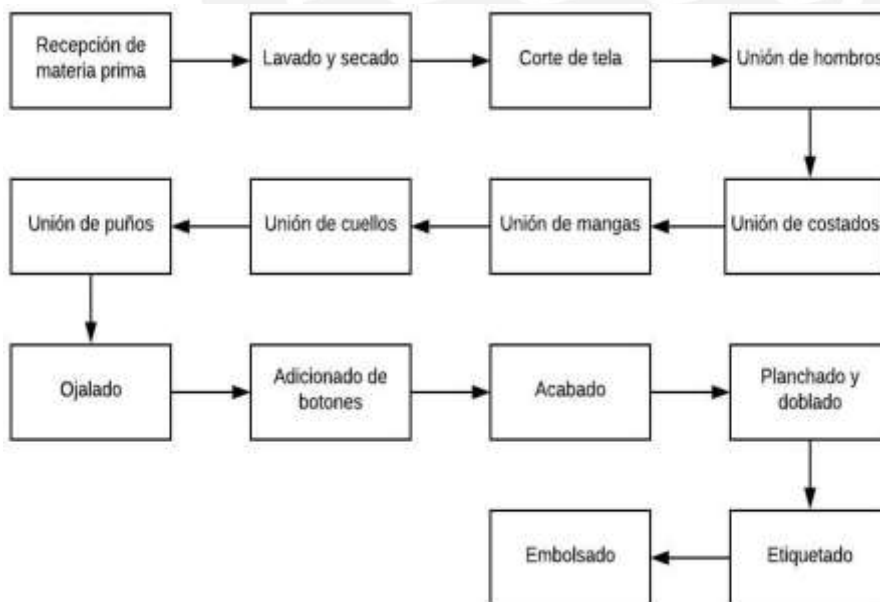 Recepción de
materia prima
Lavado y secado
Corte de tela
Unión de hombros
Unión de costados
Unión de mangas
Unión de cuellos
Unión de puños
Ojalado
Adicionado de
botones
Acabado
Planchado y
doblado
Etiquetado
Embolsado